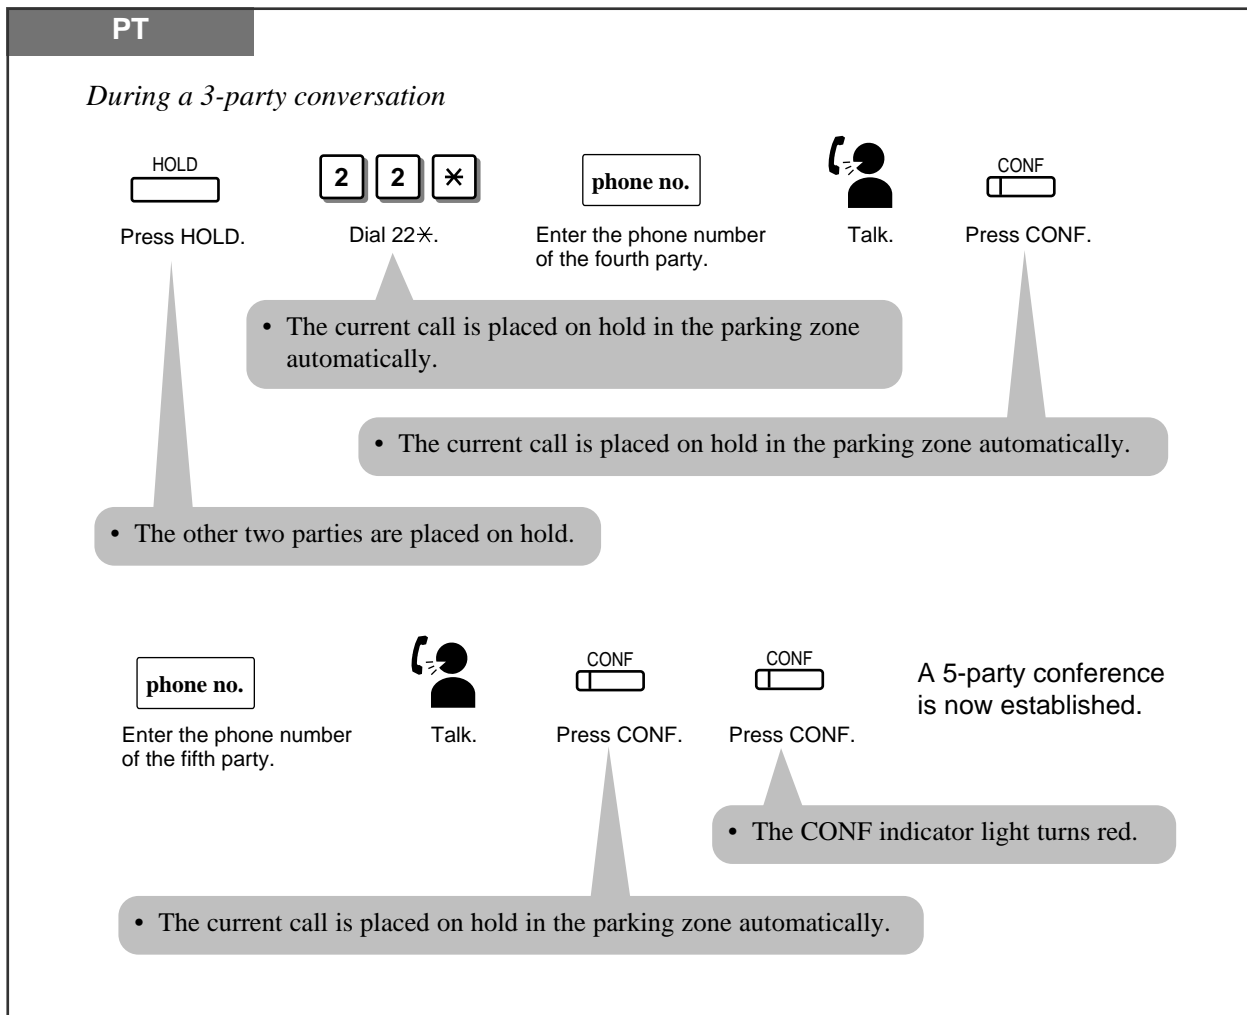 PT
During a 3-party conversation
HOLD
2 2 ✳
phone no.
CONF
Press HOLD.
Dial 22✳.
Enter the phone number
of the fourth party.
Talk.
Press CONF.
• The current call is placed on hold in the parking zone
automatically.
• The current call is placed on hold in the parking zone automatically.
• The other two parties are placed on hold.
phone no.
CONF
CONF
A 5-party conference
is now established.
Enter the phone number
of the fifth party.
Talk.
Press CONF.
Press CONF.
• The CONF indicator light turns red.
• The current call is placed on hold in the parking zone automatically.